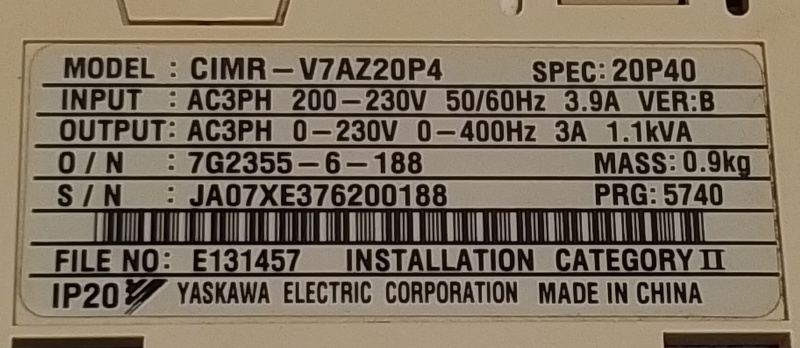 MODEL : CIMR-V7AZ20P4 SPEC: 20P40
INPUT : AC3PH 200-230V 50/60Hz 3.9A VER:B
OUTPUT: AC3PH 0-230V 0-400Hz 3A 1.1kVA
O/N : 7G2355-6-188 MASS: 0.9kg
S/N : JA07XE376200188 PRG: 5740
FILE NO: E131457 INSTALLATION CATEGORY II
IP20 YASKAWA ELECTRIC CORPORATION MADE IN CHINA